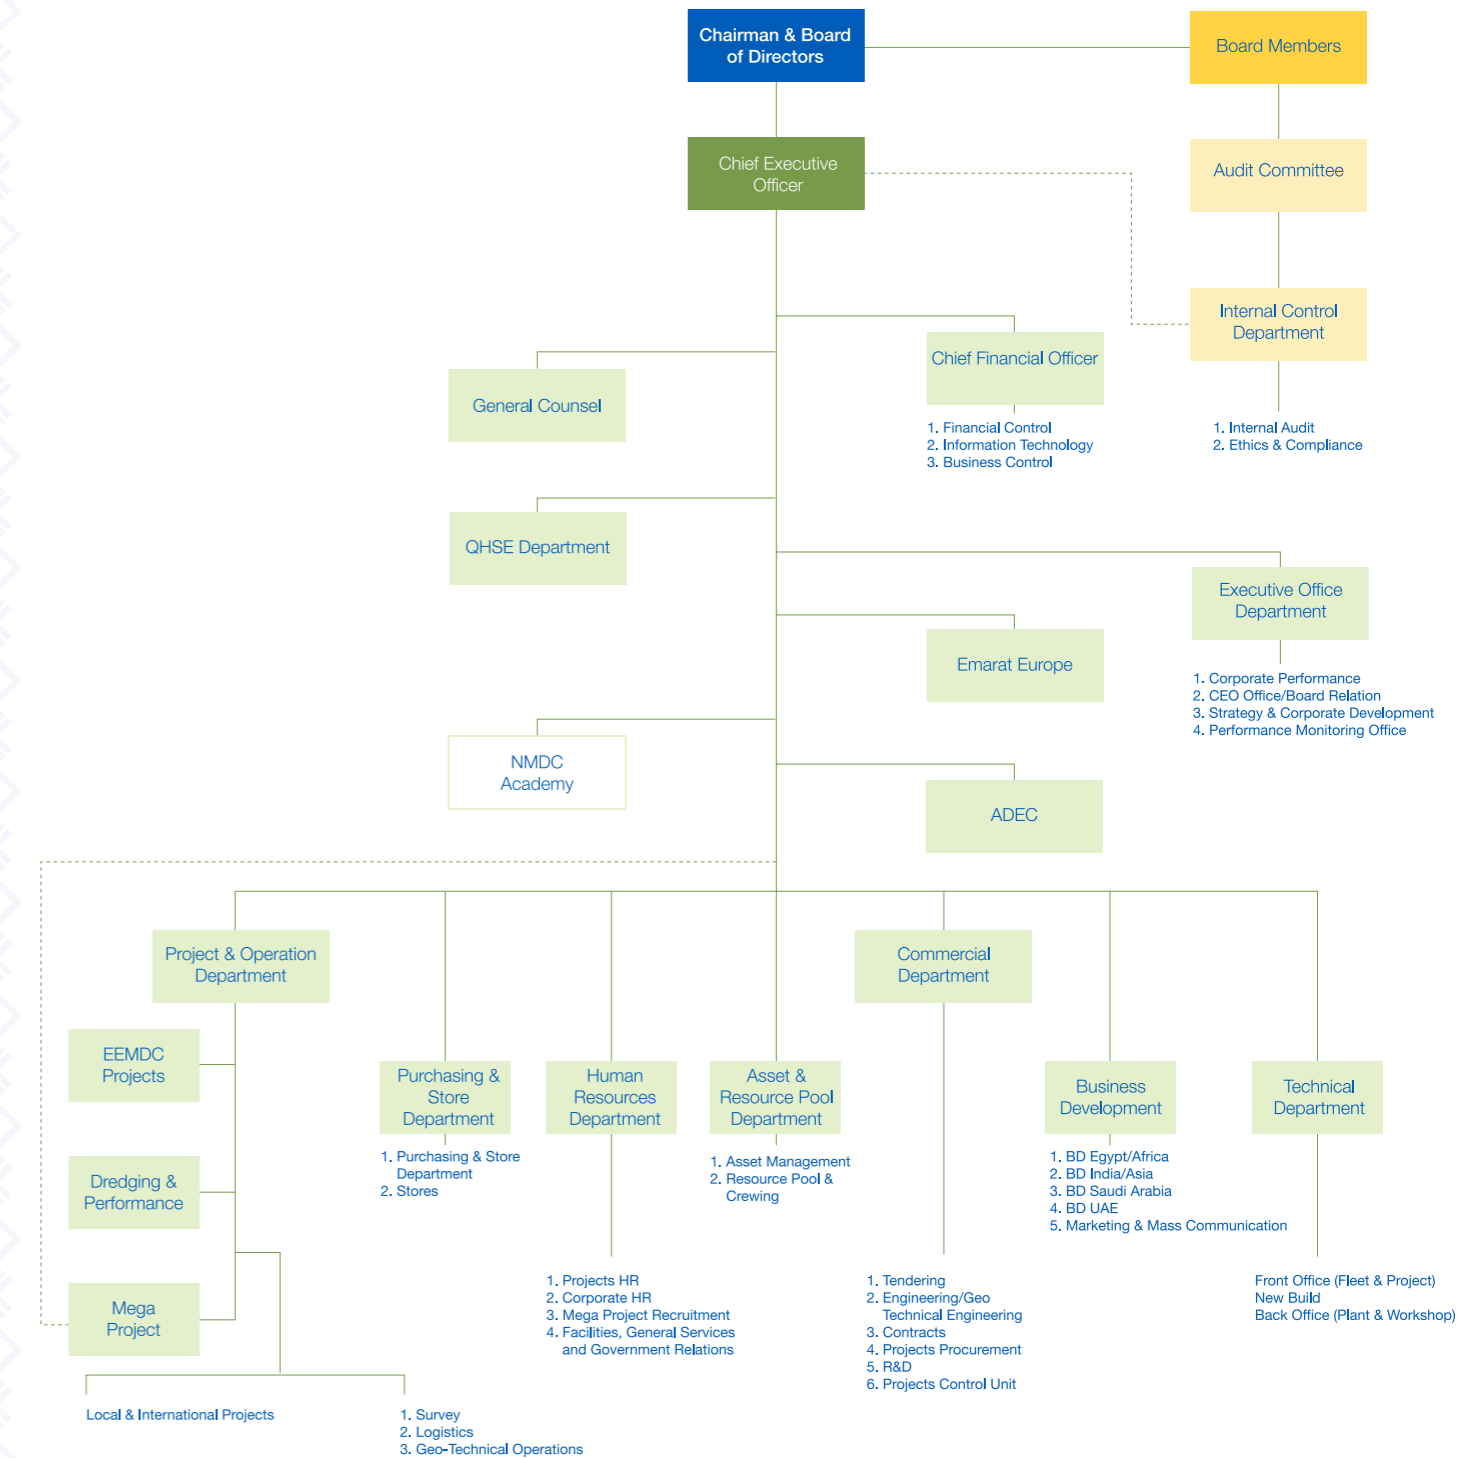 Chairman & Board
of Directors
Board Members
Chief Executive
Officer
Audit Committee
Internal Control
Department
1. Internal Audit
2. Ethics & Compliance
Chief Financial Officer
1. Financial Control
2. Information Technology
3. Business Control
General Counsel
QHSE Department
Executive Office
Department
1. Corporate Performance
2. CEO Office/Board Relation
3. Strategy & Corporate Development
4. Performance Monitoring Office
Emarat Europe
NMDC
Academy
ADEC
Project & Operation
Department
EEMDC
Projects
Dredging &
Performance
Mega
Project
Local & International Projects
1. Survey
2. Logistics
3. Geo-Technical Operations
Purchasing &
Store
Department
1. Purchasing & Store
Department
2. Stores
Human
Resources
Department
1. Projects HR
2. Corporate HR
3. Mega Project Recruitment
4. Facilities, General Services
and Government Relations
Asset &
Resource Pool
Department
1. Asset Management
2. Resource Pool &
Crewing
Commercial
Department
1. Tendering
2. Engineering/Geo
Technical Engineering
3. Contracts
4. Projects Procurement
5. R&D
6. Projects Control Unit
Business
Development
1. BD Egypt/Africa
2. BD India/Asia
3. BD Saudi Arabia
4. BD UAE
5. Marketing & Mass Communication
Technical
Department
Front Office (Fleet & Project)
New Build
Back Office (Plant & Workshop)